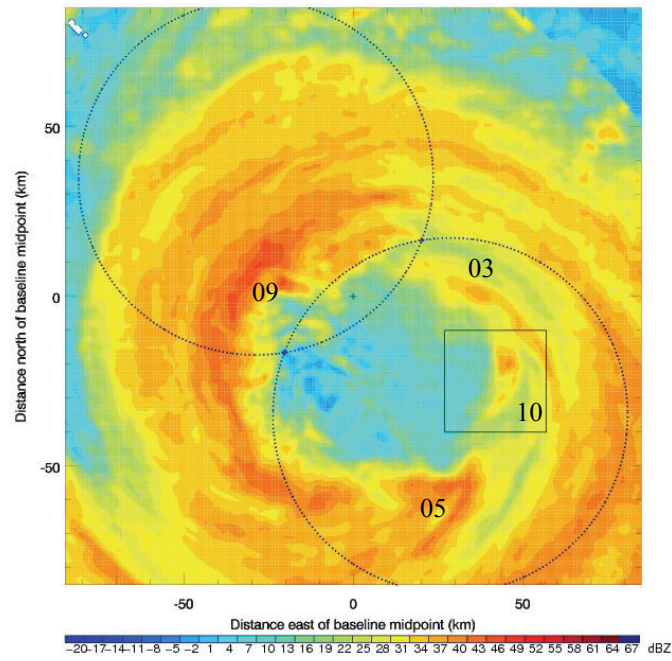 50
03
09
0
10
-50
05
-50 0 50
Distance north of baseline midpoint (km)
Distance east of baseline midpoint (km)
-20-17-14-11 -8 -5 -2 1 4 7 10 13 16 19 22 25 28 31 34 37 40 43 46 49 52 55 58 61 64 67 dBZ